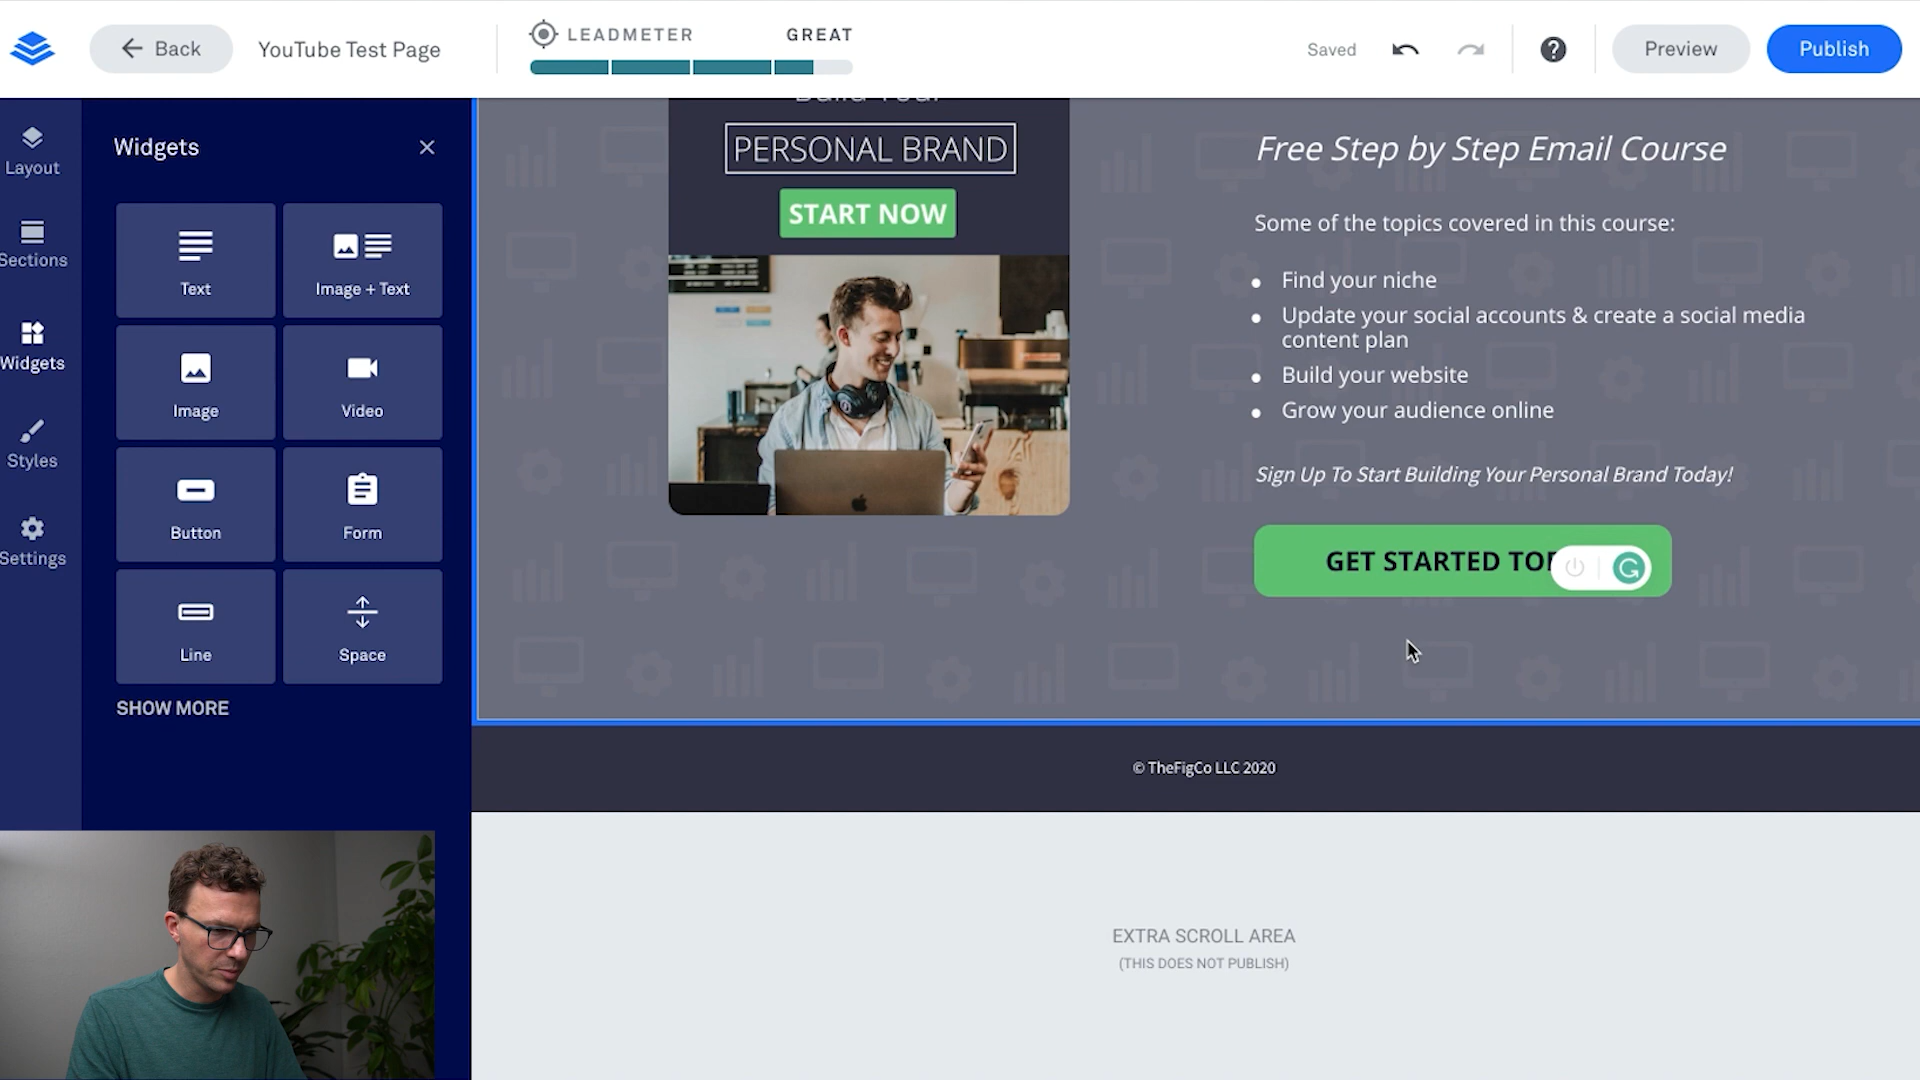 Back
YouTube Test Page
LEADMETER
GREAT
Saved
Preview
Publish
Layout
Sections
Widgets
Styles
Settings
Widgets
Text
Image + Text
Image
Video
Button
Form
Line
Space
SHOW MORE
PERSONAL BRAND
START NOW
Free Step by Step Email Course
Some of the topics covered in this course:
Find your niche
Update your social accounts & create a social media
content plan
Build your website
Grow your audience online
Sign Up To Start Building Your Personal Brand Today!
GET STARTED
© TheFigCo LLC 2020
EXTRA SCROLL AREA
(THIS DOES NOT PUBLISH)